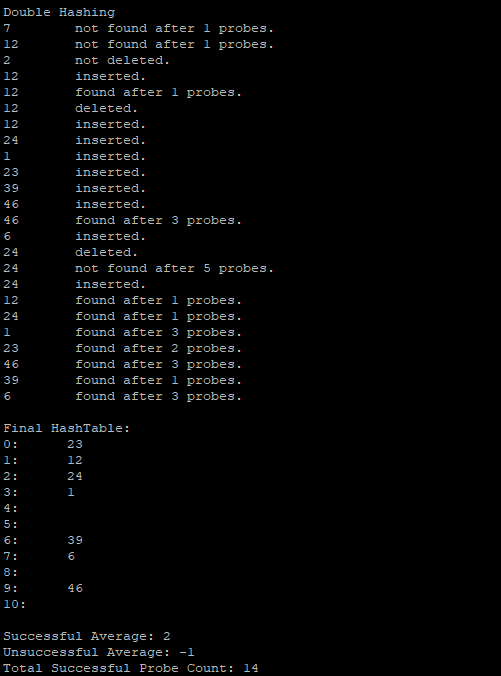 Double Hashing
7 not found after 1 probes.
12 not found after 1 probes.
2 not deleted.
12 inserted.
12 found after 1 probes.
12 deleted.
12 inserted.
24 inserted.
1 inserted.
23 inserted.
39 inserted.
46 inserted.
46 found after 3 probes.
6 inserted.
24 deleted.
24 not found after 5 probes.
24 inserted.
12 found after 1 probes.
24 found after 1 probes.
1 found after 3 probes.
23 found after 2 probes.
46 found after 3 probes.
39 found after 1 probes.
6 found after 3 probes.

Final HashTable:
0: 23
1: 12
2: 24
3: 1
4:
5:
6: 39
7: 6
8:
9: 46
10:

Successful Average: 2
Unsuccessful Average: -1
Total Successful Probe Count: 14